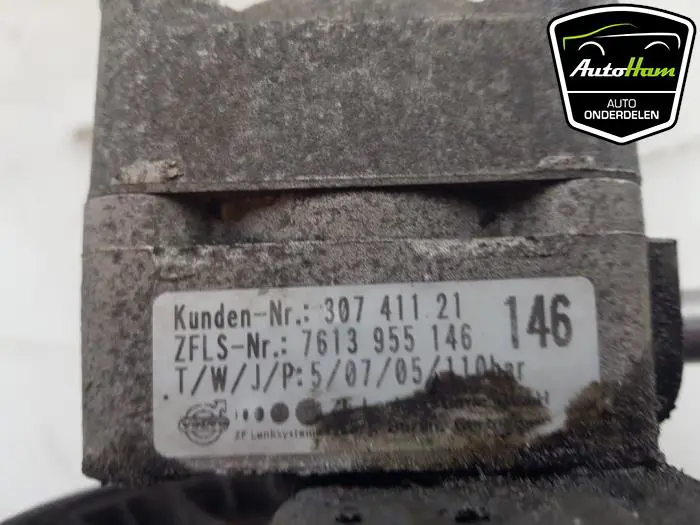 AutoHam
AUTO
ONDERDELEN
Kunden-Nr.: 307 411 21
146
ZFLS-Nr.: 7613 955 146
T/W/J/P:5/07/05/110bar
VOLVO
ZF Lenksysteme